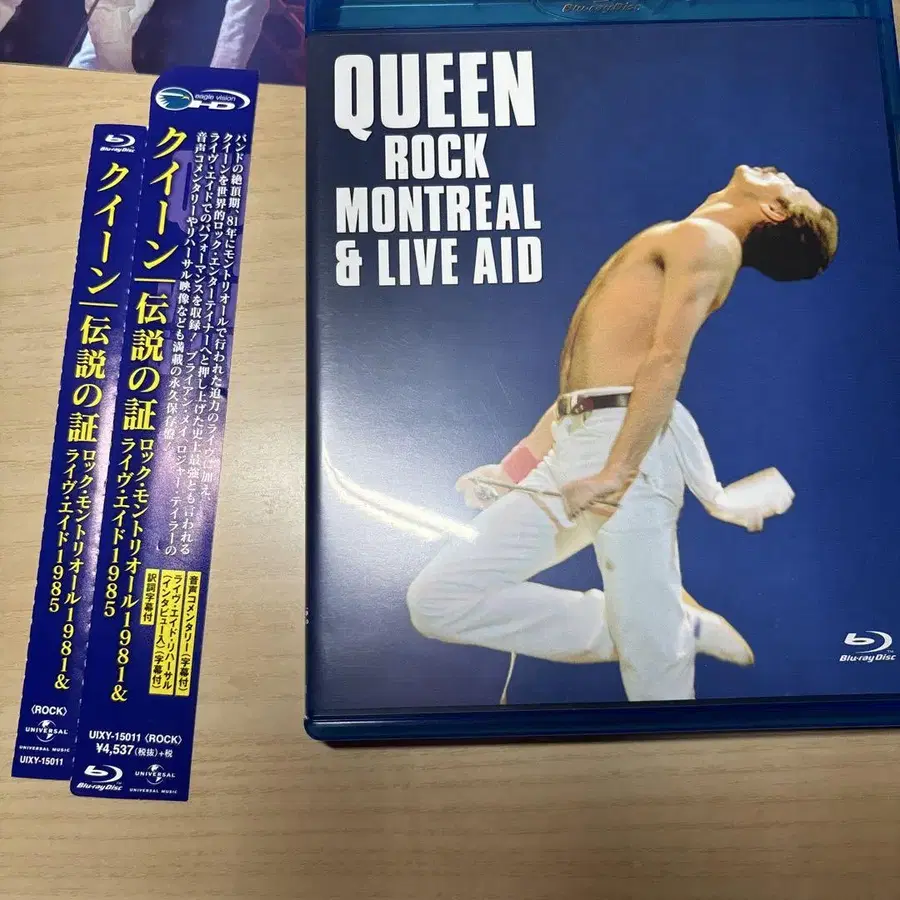 Blu-ray Disc
QUEEN
ROCK
MONTREAL
& LIVE AID
Blu-ray Disc
eagle vision
HD
バンドの絶頂期、81年にモントリオールで行われた迫力のライヴに加え、
クイーンを世界的ロック・エンターテイナーへと押し上げた史上最強とも言われる
ライヴ・エイドでのパフォーマンスを収録! ブライアン・メイ、ロジャー・テイラーの
音声コメンタリーやリハーサル映像なども満載の永久保存盤!
クイーン|伝説の証
ロック・モントリオール1981&
ライヴ・エイド1985
音声コメンタリー(字幕付)
ライヴ・エイド・リハーサル
(インタビュー入)(字幕付)
訳詞字幕付
UIXY-15011 〈ROCK〉
¥4,537(税抜)+税
Blu-ray Disc
UNIVERSAL
UNIVERSAL MUSIC
Blu-ray Disc
クイーン|伝説の証
ロック・モントリオール1981&
ライヴ・エイド1985
〈ROCK〉
UNIVERSAL
UNIVERSAL MUSIC
UIXY-15011